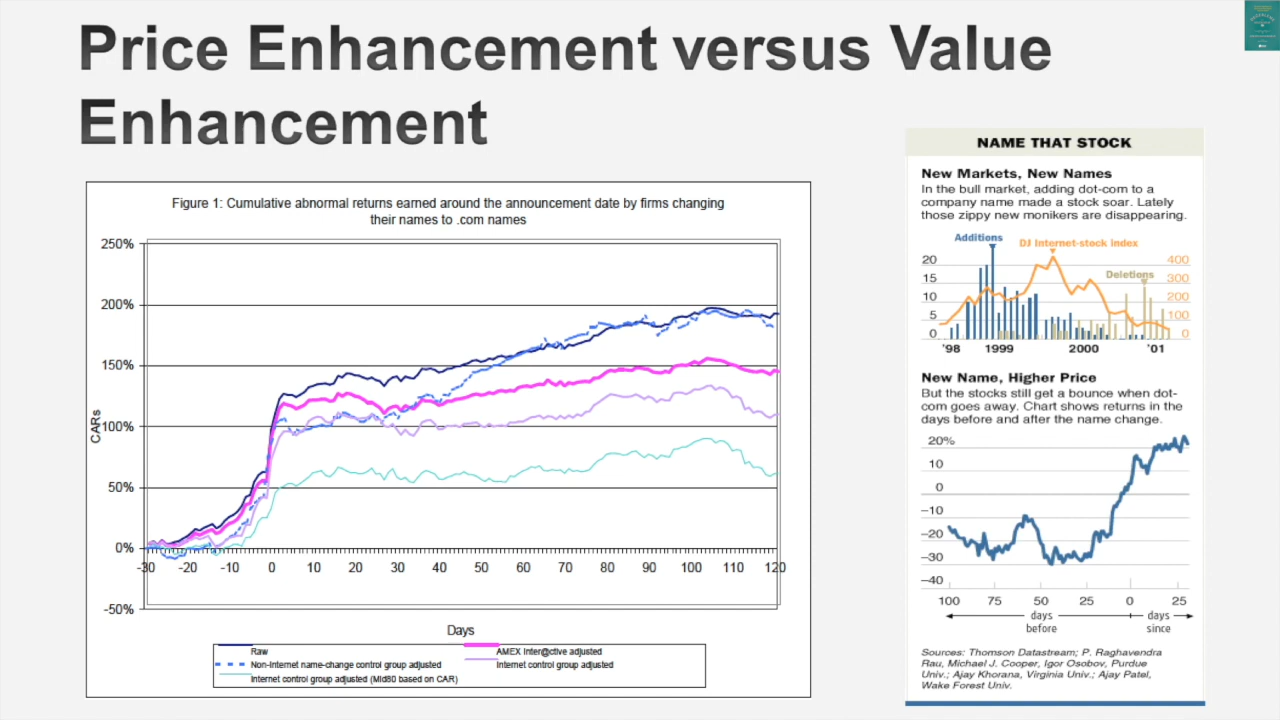 Price Enhancement versus Value
Enhancement
Figure 1: Cumulative abnormal returns earned around the announcement date by firms changing
their names to .com names
250%
200%
150%
100%
50%
0%
-50%
CARs
-30 -20 -10 0 10 20 30 40 50 60 70 80 90 100 110 120
Days
Raw
AMEX Inter@ctive adjusted
Non-Internet name-change control group adjusted
Internet control group adjusted
Internet control group adjusted (Mid80 based on CAR)
NAME THAT STOCK
New Markets, New Names
In the bull market, adding dot-com to a
company name made a stock soar. Lately
those zippy new monikers are disappearing.
Additions
DJ Internet-stock index
Deletions
20
15
10
5
0
400
300
200
100
0
'98 1999 2000 '01
New Name, Higher Price
But the stocks still get a bounce when dot-
com goes away. Chart shows returns in the
days before and after the name change.
20%
10
0
–10
–20
–30
–40
100 75 50 25 0 25
days
before
days
since
Sources: Thomson Datastream; P. Raghavendra
Rau, Michael J. Cooper, Igor Osobov, Purdue
Univ.; Ajay Khorana, Virginia Univ.; Ajay Patel,
Wake Forest Univ.